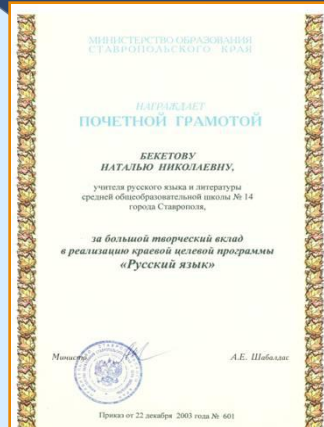 МИНИСТЕРСТВО ОБРАЗОВАНИЯ
СТАВРОПОЛЬСКОГО КРАЯ
НАГРАЖДАЕТ
ПОЧЕТНОЙ ГРАМОТОЙ
БЕКЕТОВУ
НАТАЛЬЮ НИКОЛАЕВНУ,
учителя русского языка и литературы
средней общеобразовательной школы № 14
города Ставрополя,
за большой творческий вклад
в реализацию краевой целевой программы
«Русский язык»
Министр А.Е. Шабалдас
Приказ от 22 декабря 2003 года № 601